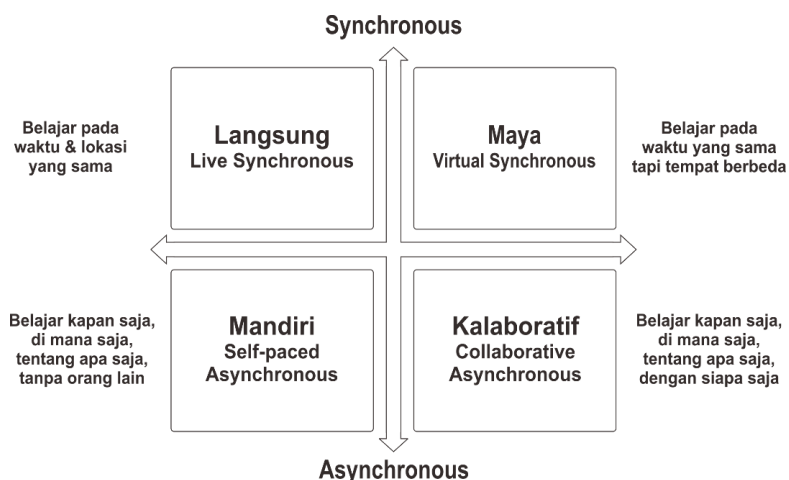 Synchronous
Belajar pada
waktu & lokasi
yang sama
Langsung
Live Synchronous
Maya
Virtual Synchronous
Belajar pada
waktu yang sama
tapi tempat berbeda
Belajar kapan saja,
di mana saja,
tentang apa saja,
tanpa orang lain
Mandiri
Self-paced
Asynchronous
Kalaboratif
Collaborative
Asynchronous
Belajar kapan saja,
di mana saja,
tentang apa saja,
dengan siapa saja
Asynchronous